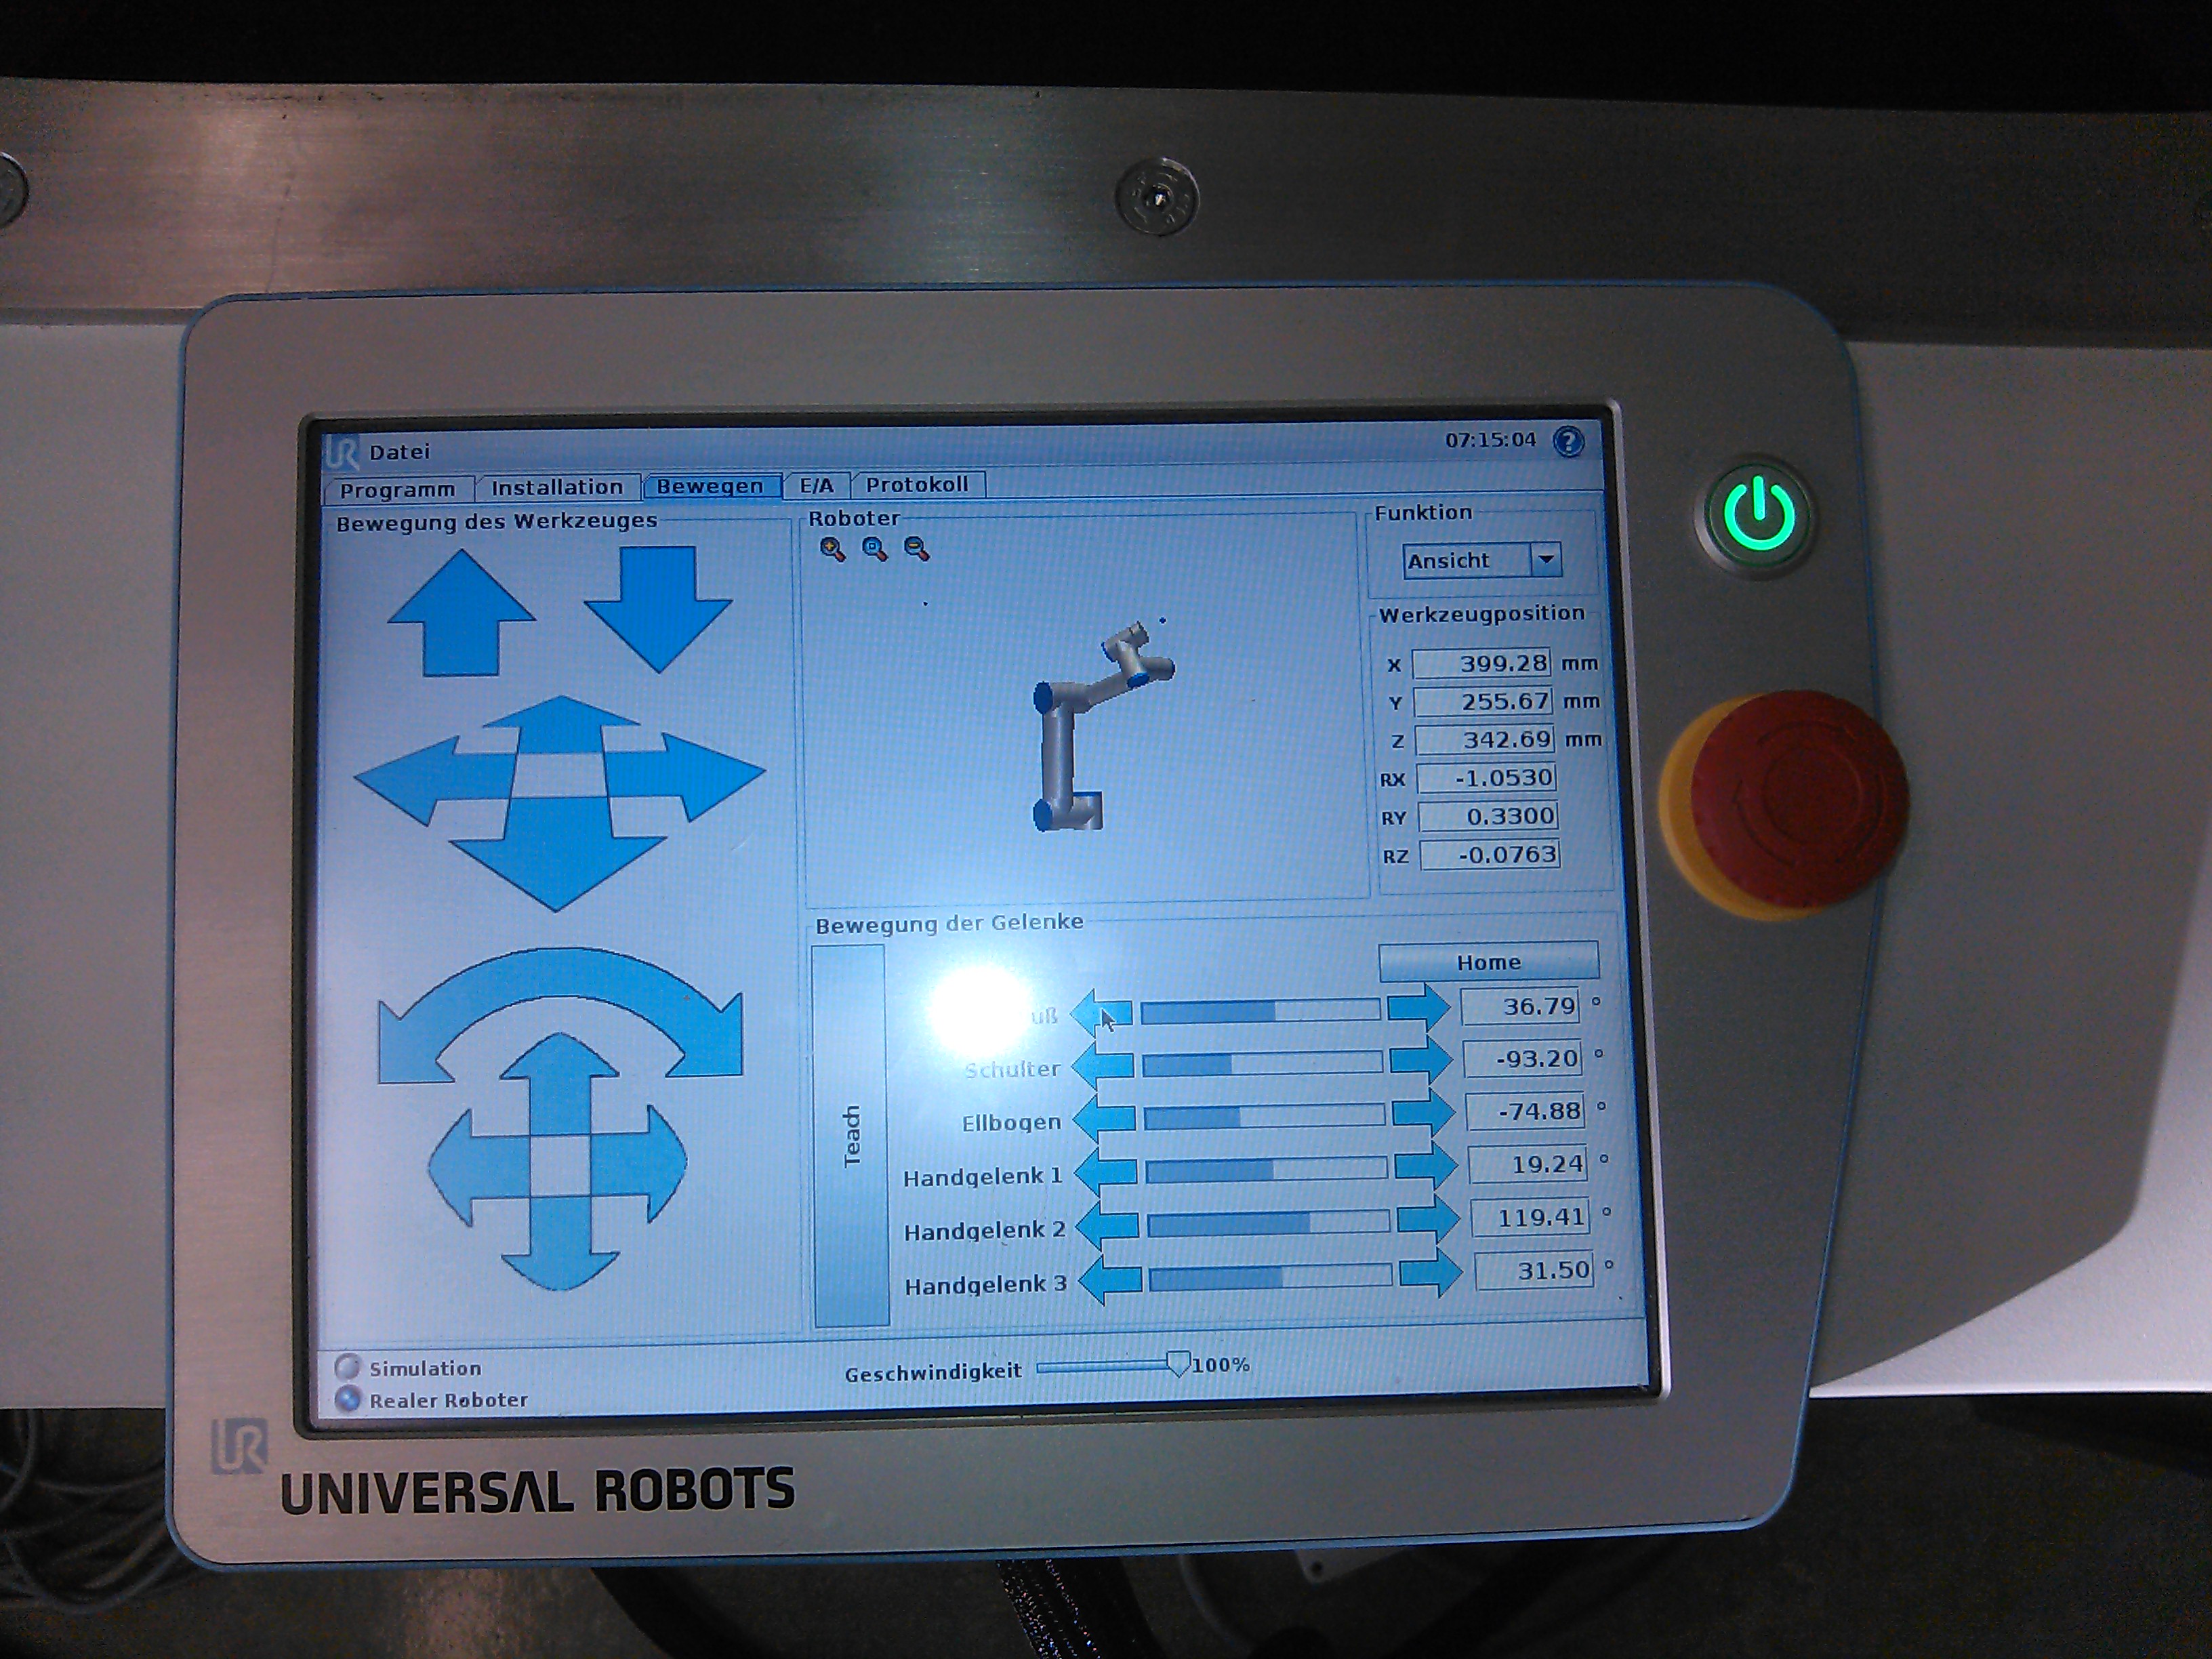 UR Datei 07:15:04 ?
Programm Installation Bewegen E/A Protokoll
Bewegung des Werkzeuges
Roboter
Funktion
Ansicht
Werkzeugposition
X 399.28 mm
Y 255.67 mm
Z 342.69 mm
RX -1.0530
RY 0.3300
RZ -0.0763
Bewegung der Gelenke
Teach
Home
36.79 °
Schulter -93.20 °
Ellbogen -74.88 °
Handgelenk 1 19.24 °
Handgelenk 2 119.41 °
Handgelenk 3 31.50 °
Simulation
Realer Roboter
Geschwindigkeit 100%
UR
UNIVERSAL ROBOTS